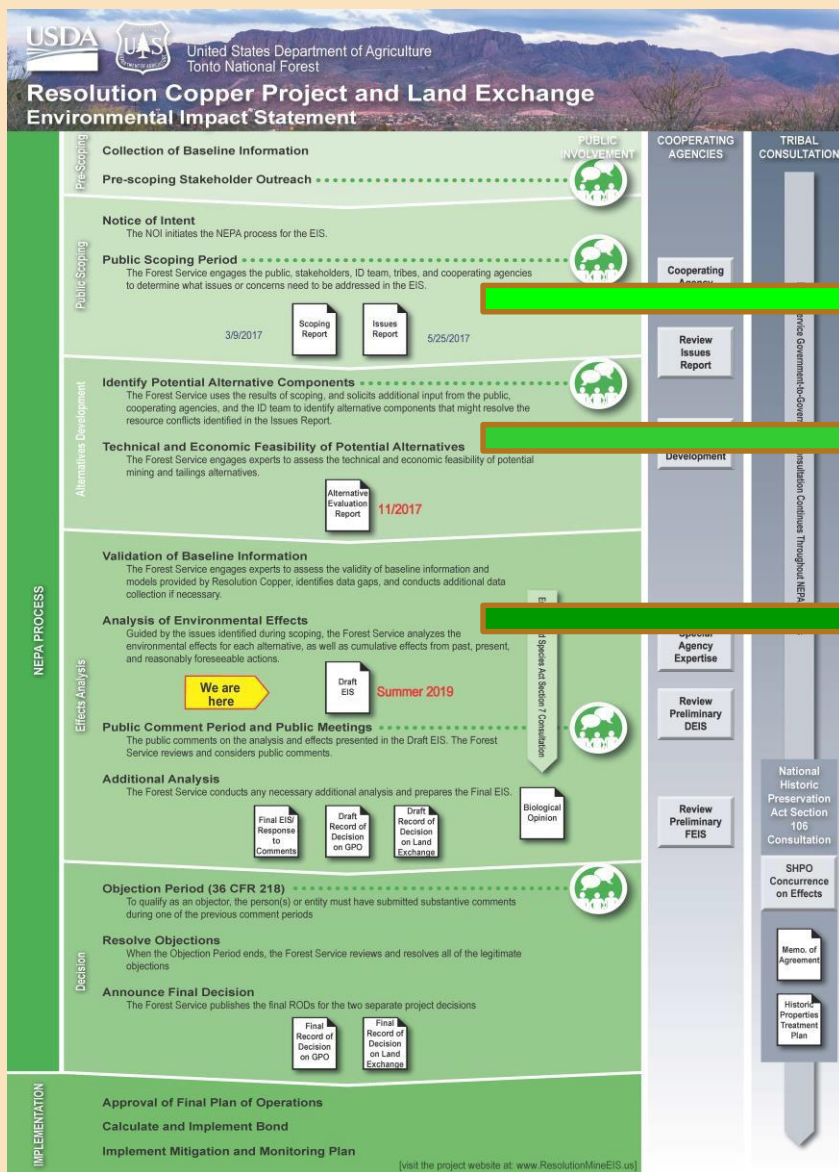 USDA
UAS
United States Department of Agriculture
Tonto National Forest
Resolution Copper Project and Land Exchange
Environmental Impact Statement
PUBLIC
INVOLVEMENT
COOPERATING
AGENCIES
TRIBAL
CONSULTATION
NEPA PROCESS
Pre-Scoping
Collection of Baseline Information
Pre-scoping Stakeholder Outreach
Public Scoping
Notice of Intent
The NOI initiates the NEPA process for the EIS.
Public Scoping Period
The Forest Service engages the public, stakeholders, ID team, tribes, and cooperating agencies
to determine what issues or concerns need to be addressed in the EIS.
3/9/2017
Scoping
Report
Issues
Report
5/25/2017
Cooperating
Review
Issues
Report
Alternatives Development
Identify Potential Alternative Components
The Forest Service uses the results of scoping, and solicits additional input from the public,
cooperating agencies, and the ID team to identify alternative components that might resolve the
resource conflicts identified in the Issues Report.
Technical and Economic Feasibility of Potential Alternatives
The Forest Service engages experts to assess the technical and economic feasibility of potential
mining and tailings alternatives.
Alternative
Evaluation
Report
11/2017
Development
Effects Analysis
Validation of Baseline Information
The Forest Service engages experts to assess the validity of baseline information and
models provided by Resolution Copper, identifies data gaps, and conducts additional data
collection if necessary.
Analysis of Environmental Effects
Guided by the issues identified during scoping, the Forest Service analyzes the
environmental effects for each alternative, as well as cumulative effects from past, present,
and reasonably foreseeable actions.
We are
here
Draft
EIS
Summer 2019
Species Act Section 7 Consultation
Special
Agency
Expertise
Public Comment Period and Public Meetings
The public comments on the analysis and effects presented in the Draft EIS. The Forest
Service reviews and considers public comments.
Review
Preliminary
DEIS
Additional Analysis
The Forest Service conducts any necessary additional analysis and prepares the Final EIS.
Final EIS/
Response
to
Comments
Draft
Record of
Decision
on GPO
Draft
Record of
Decision
on Land
Exchange
Biological
Opinion
Review
Preliminary
FEIS
Service Government-to-Government Consultation Continues Throughout NEPA
National
Historic
Preservation
Act Section
106
Consultation
SHPO
Concurrence
on Effects
Memo. of
Agreement
Historic
Properties
Treatment
Plan
Decision
Objection Period (36 CFR 218)
To qualify as an objector, the person(s) or entity must have submitted substantive comments
during one of the previous comment periods
Resolve Objections
When the Objection Period ends, the Forest Service reviews and resolves all of the legitimate
objections
Announce Final Decision
The Forest Service publishes the final RODs for the two separate project decisions
Final
Record of
Decision
on GPO
Final
Record of
Decision
on Land
Exchange
IMPLEMENTATION
Approval of Final Plan of Operations
Calculate and Implement Bond
Implement Mitigation and Monitoring Plan
[visit the project website at: www.ResolutionMineEIS.us]